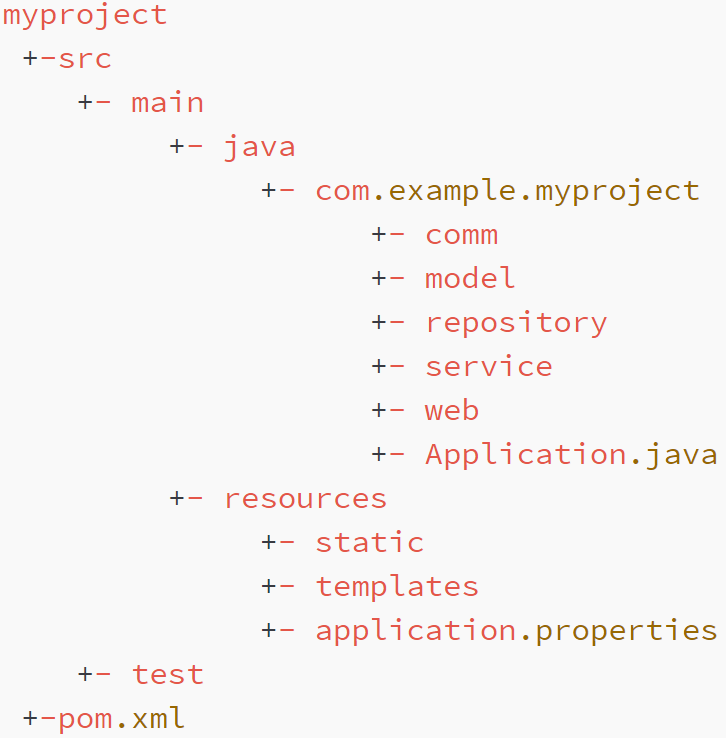 myproject
 +-src
    +- main
         +- java
              +- com.example.myproject
                    +- comm
                    +- model
                    +- repository
                    +- service
                    +- web
                    +- Application.java
         +- resources
              +- static
              +- templates
              +- application.properties
    +- test
 +-pom.xml